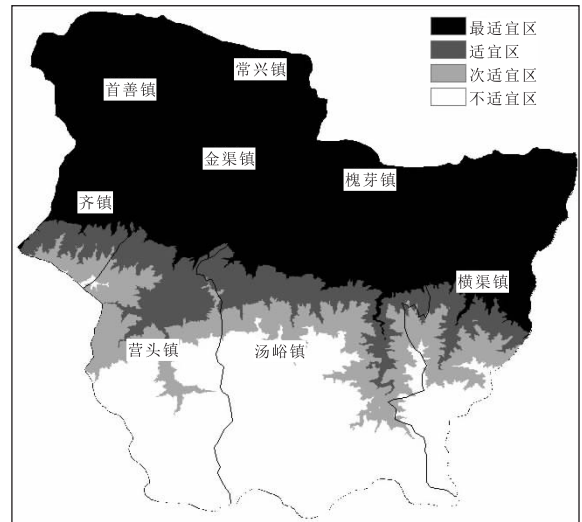 最适宜区
适宜区
次适宜区
不适宜区
常兴镇
首善镇
金渠镇
槐芽镇
齐镇
横渠镇
营头镇
汤峪镇